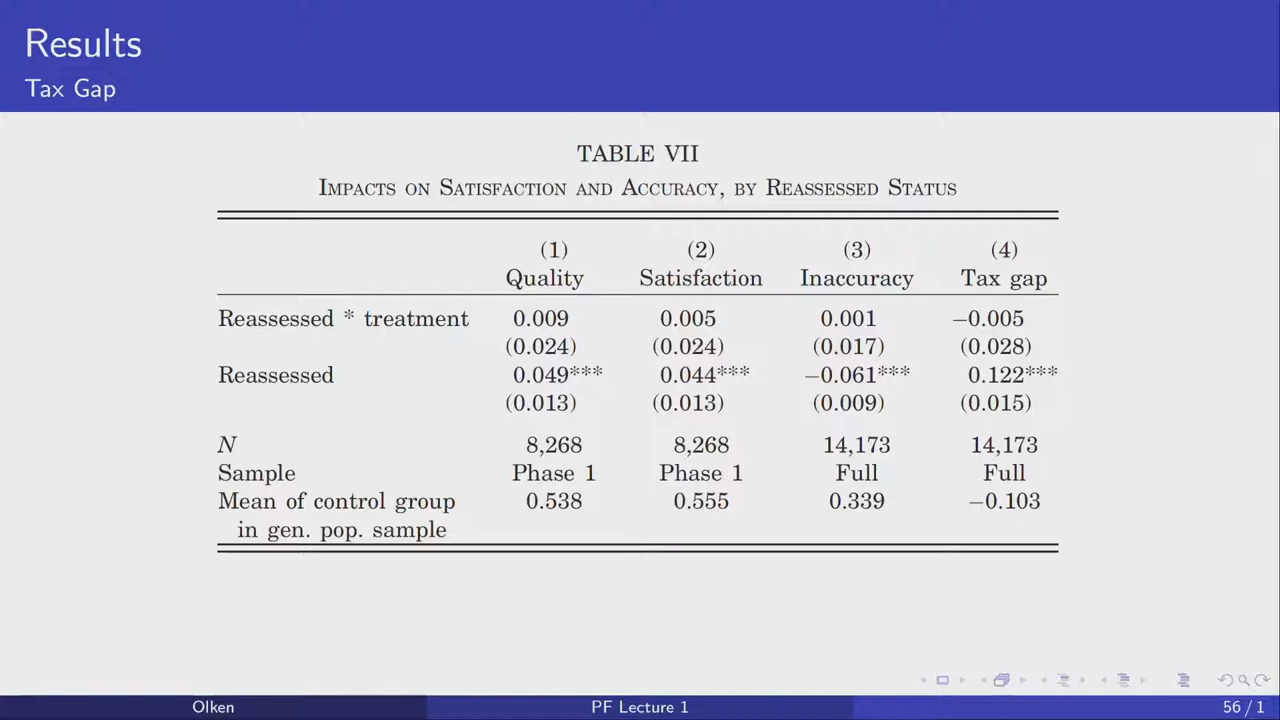 Results
Tax Gap
TABLE VII
IMPACTS ON SATISFACTION AND ACCURACY, BY REASSESSED STATUS
(1) (2) (3) (4)
Quality Satisfaction Inaccuracy Tax gap
Reassessed * treatment 0.009 0.005 0.001 −0.005
(0.024) (0.024) (0.017) (0.028)
Reassessed 0.049*** 0.044*** −0.061*** 0.122***
(0.013) (0.013) (0.009) (0.015)
N 8,268 8,268 14,173 14,173
Sample Phase 1 Phase 1 Full Full
Mean of control group 0.538 0.555 0.339 −0.103
in gen. pop. sample
Olken PF Lecture 1 56 / 1